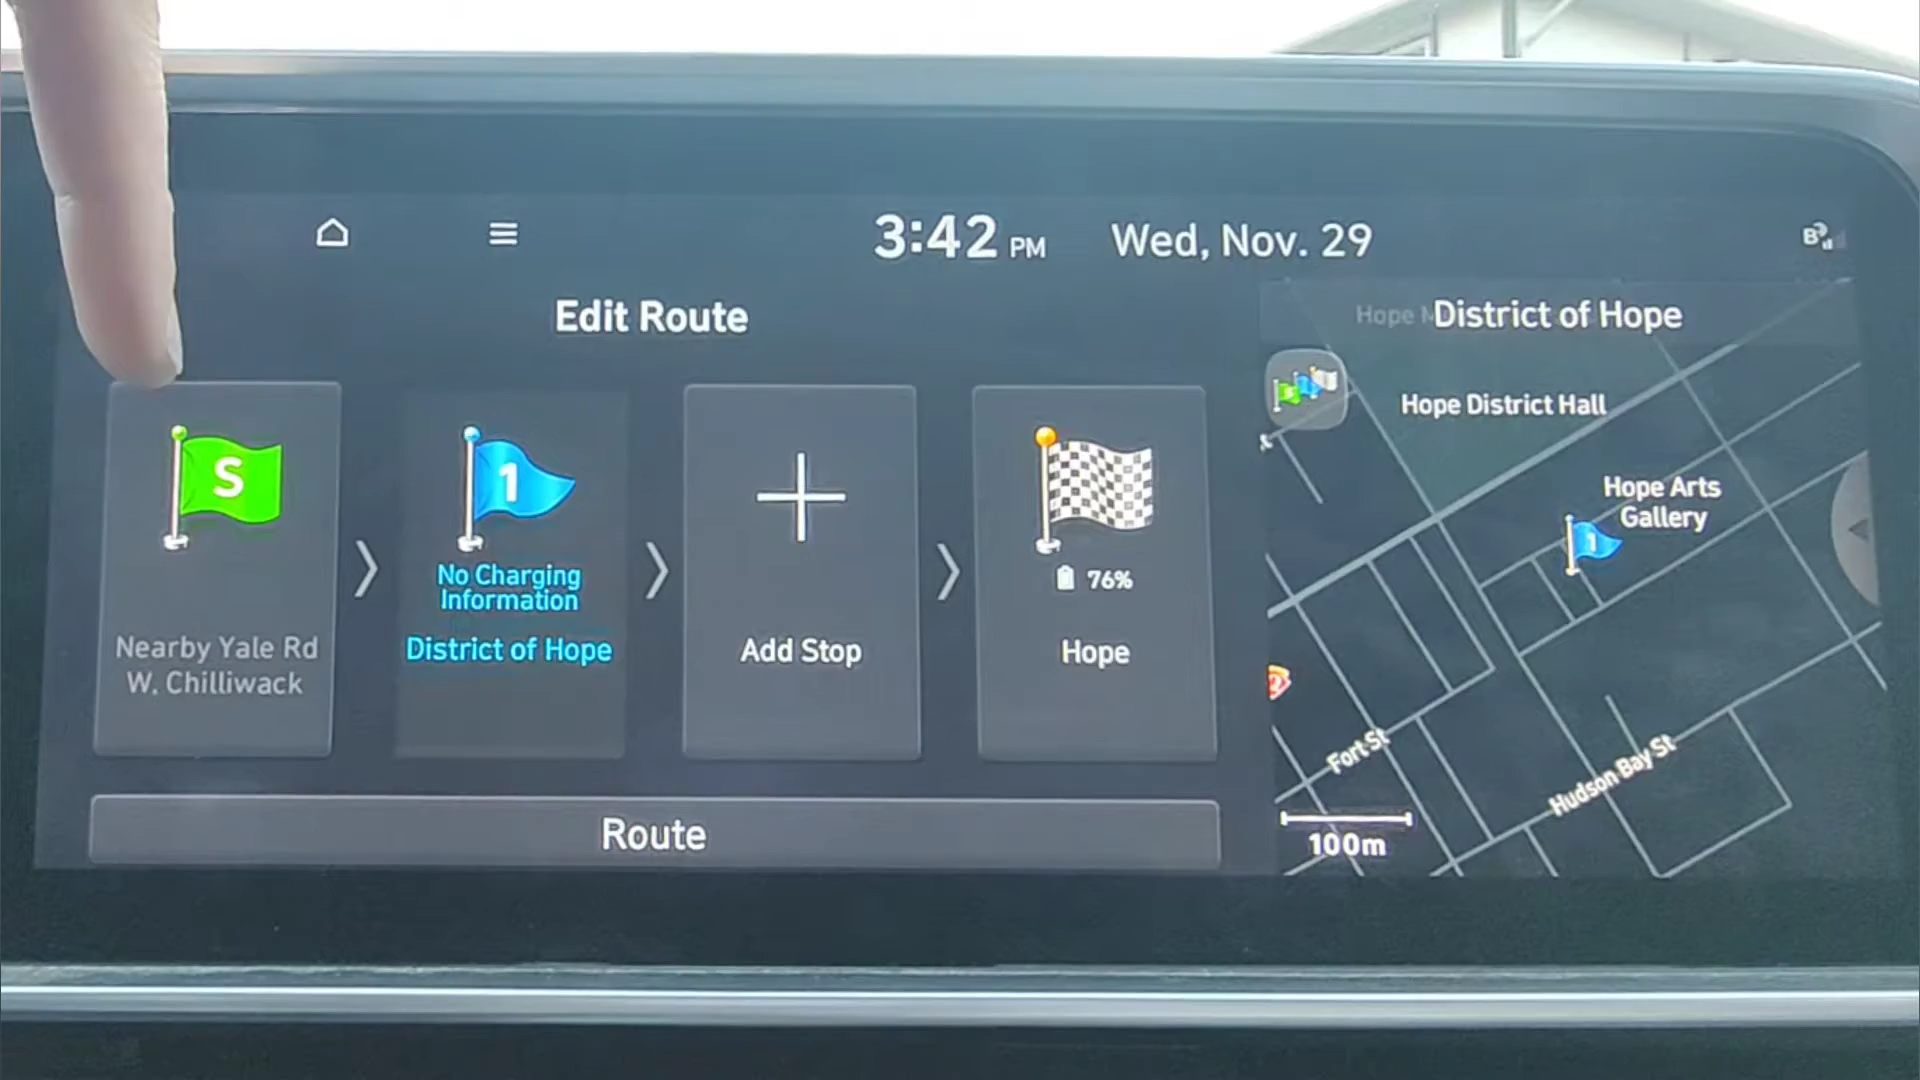 3:42 PM
Wed, Nov. 29
B
Edit Route
S
Nearby Yale Rd
W, Chilliwack
1
No Charging
Information
District of Hope
Add Stop
76%
Hope
Route
Hope
District of Hope
S
Hope District Hall
Hope Arts
Gallery
1
Fort St
Hudson Bay St
100m